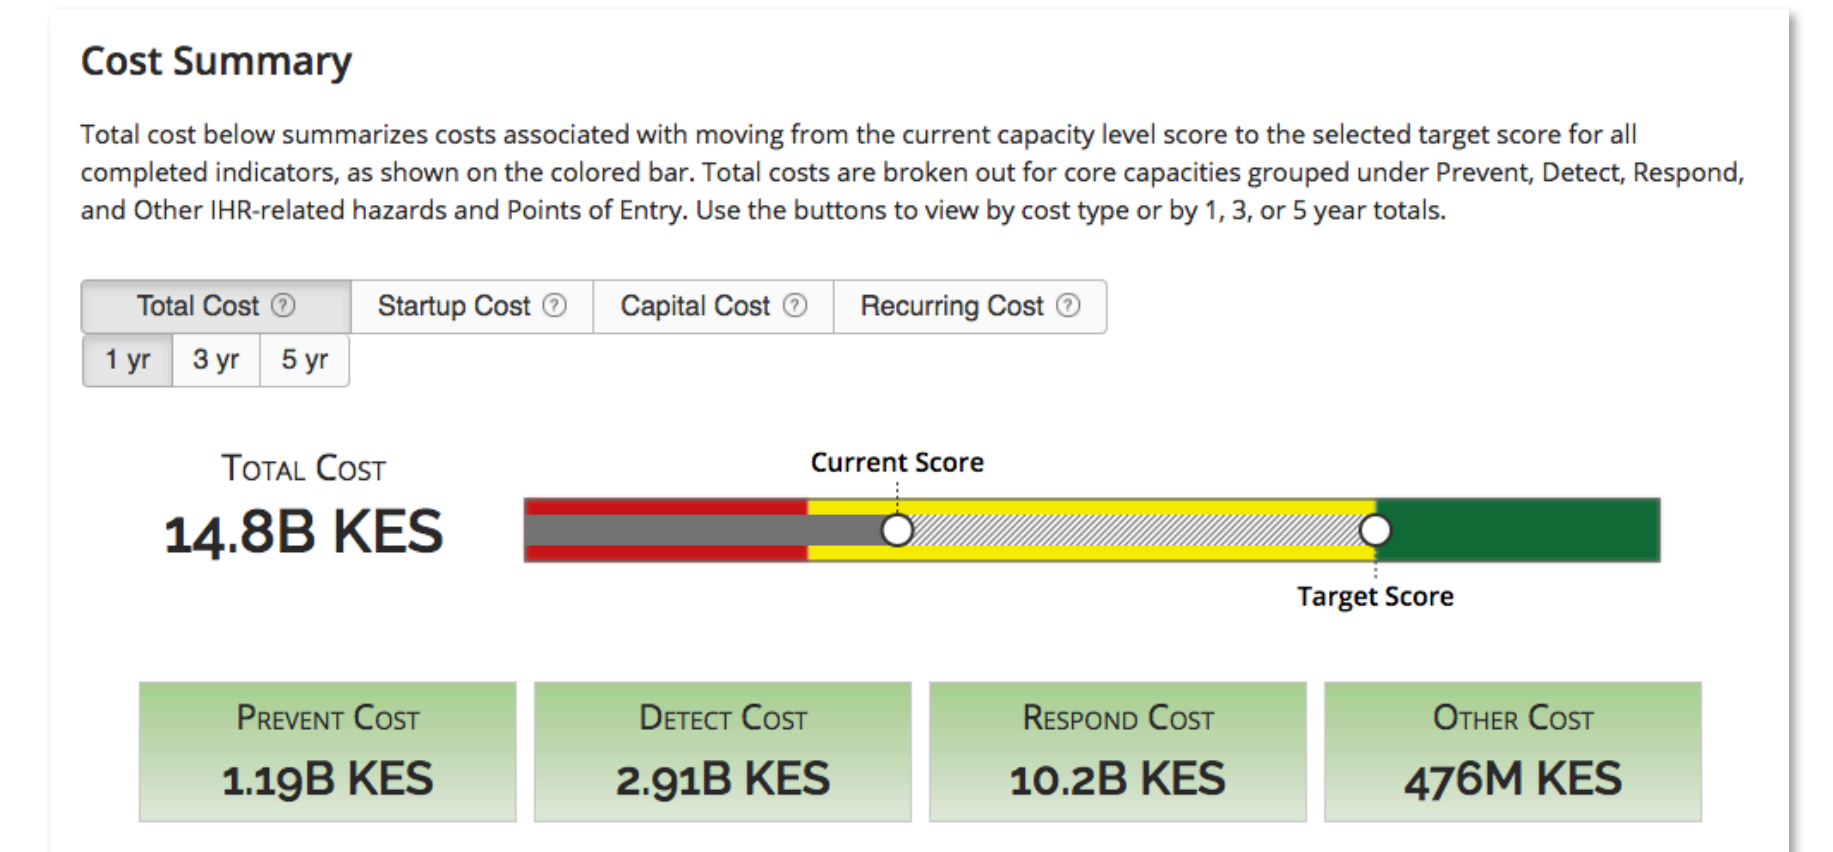 Cost Summary
Total cost below summarizes costs associated with moving from the current capacity level score to the selected target score for all
completed indicators, as shown on the colored bar. Total costs are broken out for core capacities grouped under Prevent, Detect, Respond,
and Other IHR-related hazards and Points of Entry. Use the buttons to view by cost type or by 1, 3, or 5 year totals.
Total Cost ? Startup Cost ? Capital Cost ? Recurring Cost ?
1 yr 3 yr 5 yr
Total Cost
14.8B KES
Current Score
Target Score
Prevent Cost
1.19B KES
Detect Cost
2.91B KES
Respond Cost
10.2B KES
Other Cost
476M KES